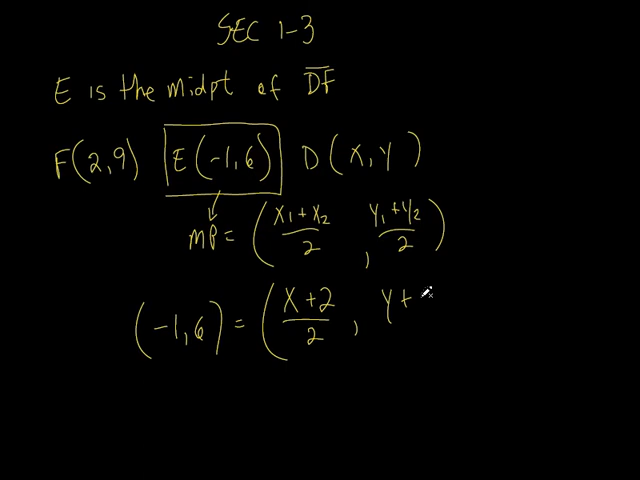 SEC 1-3
E is the midpt of D̅F̅
F(2,9) E(-1,6) D(X,Y)
MP = (X₁+X₂/2, Y₁+Y₂/2)
(-1,6) = (X+2/2, Y+